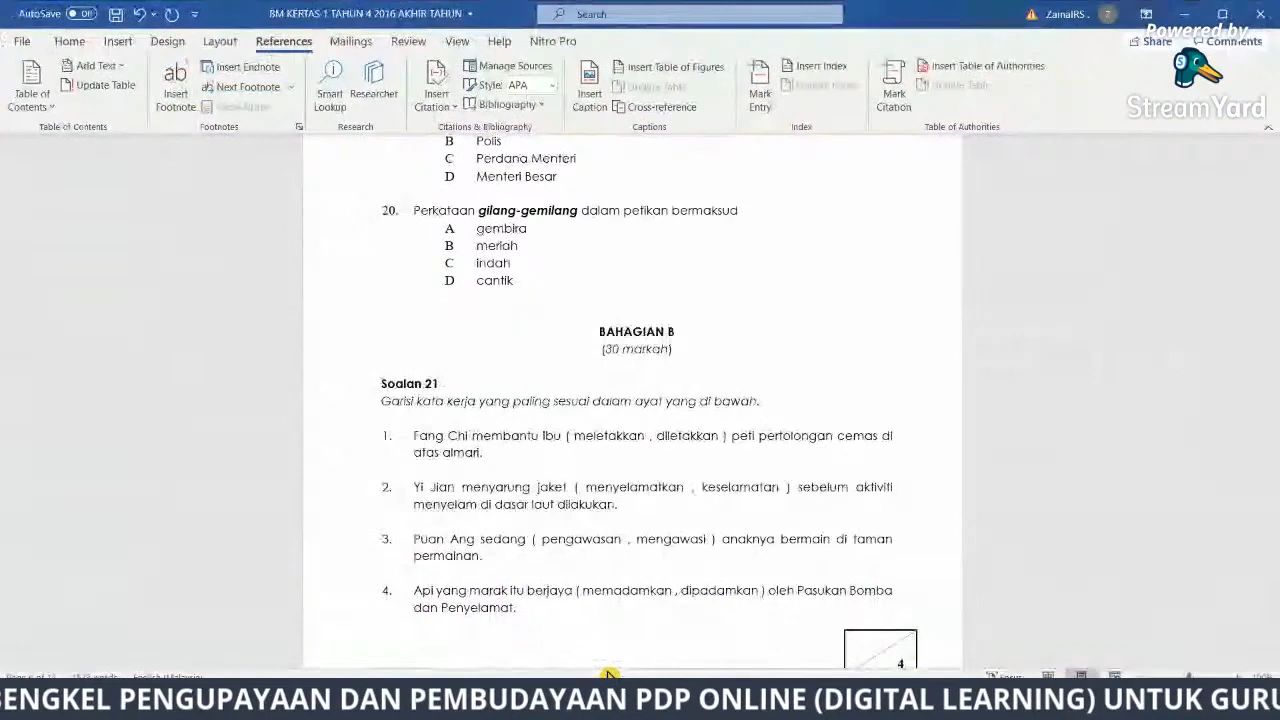 AutoSave Off BM KERTAS 1 TAHUN 4 2016 AKHIR TAHUN Search ZainalRS . Z
File Home Insert Design Layout References Mailings Review View Help Nitro Pro Share Comments
Powered by
StreamYard
Table of Contents
Add Text
Update Table
Table of Contents
Insert Footnote
Insert Endnote
Next Footnote
Footnotes
Smart Lookup
Researcher
Research
Insert Citation
Manage Sources
Style: APA
Bibliography
Citations & Bibliography
Insert Caption
Insert Table of Figures
Update Table
Cross-reference
Captions
Mark Entry
Insert Index
Index
Mark Citation
Insert Table of Authorities
Update Table
Table of Authorities
B Polis
C Perdana Menteri
D Menteri Besar
20. Perkataan gilang-gemilang dalam petikan bermaksud
A gembira
B meriah
C indah
D cantik
BAHAGIAN B
(30 markah)
Soalan 21
Garisi kata kerja yang paling sesuai dalam ayat yang di bawah.
1. Fang Chi membantu ibu ( meletakkan , diletakkan ) peti pertolongan cemas di
atas almari.
2. Yi Jian menyarung jaket ( menyelamatkan , keselamatan ) sebelum aktiviti
menyelam di dasar laut dilakukan.
3. Puan Ang sedang ( pengawasan , mengawasi ) anaknya bermain di taman
permainan.
4. Api yang marak itu berjaya ( memadamkan , dipadamkan ) oleh Pasukan Bomba
dan Penyelamat.
4
Focus
BENGKEL PENGUPAYAAN DAN PEMBUDAYAAN PDP ONLINE (DIGITAL LEARNING) UNTUK GURU